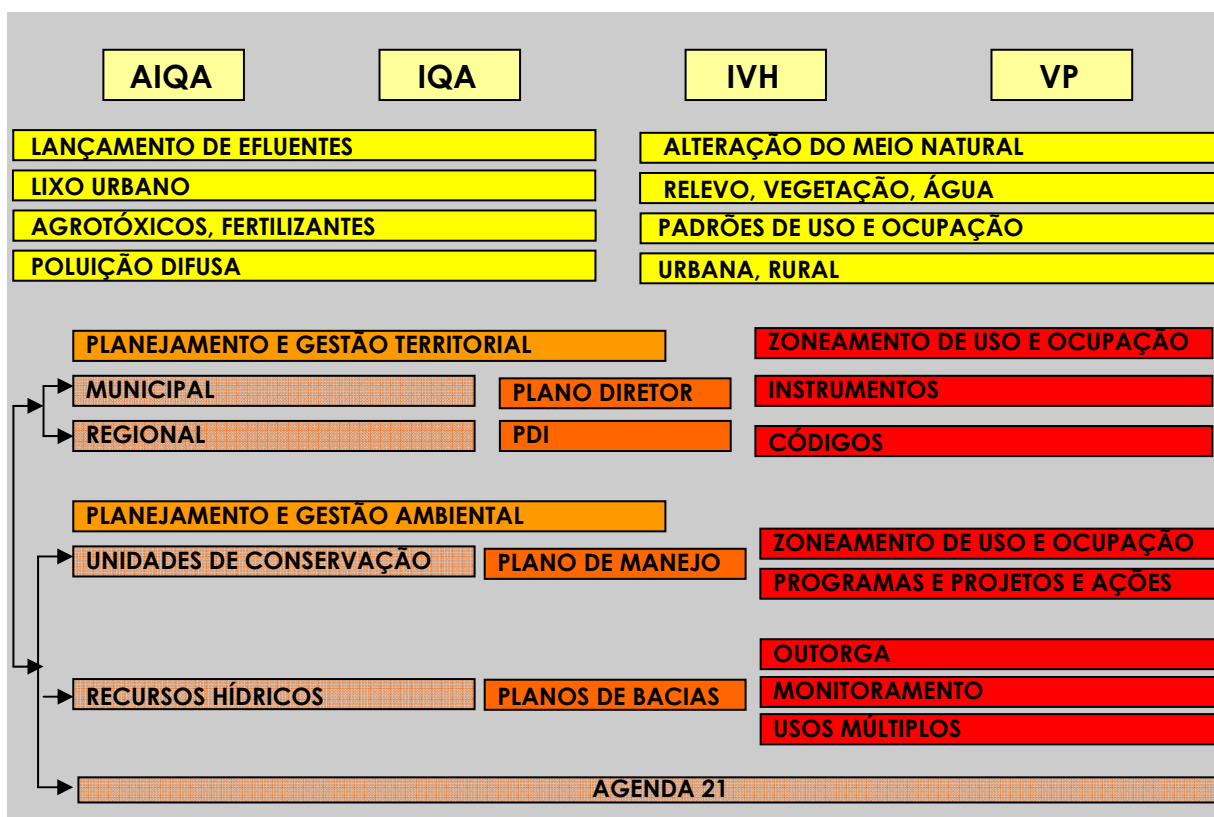 AIQA
IQA
IVH
VP
LANÇAMENTO DE EFLUENTES
LIXO URBANO
AGROTÓXICOS, FERTILIZANTES
POLUIÇÃO DIFUSA
ALTERAÇÃO DO MEIO NATURAL
RELEVO, VEGETAÇÃO, ÁGUA
PADRÕES DE USO E OCUPAÇÃO
URBANA, RURAL
PLANEJAMENTO E GESTÃO TERRITORIAL
MUNICIPAL
PLANO DIRETOR
REGIONAL
PDI
ZONEAMENTO DE USO E OCUPAÇÃO
INSTRUMENTOS
CÓDIGOS
PLANEJAMENTO E GESTÃO AMBIENTAL
UNIDADES DE CONSERVAÇÃO
PLANO DE MANEJO
ZONEAMENTO DE USO E OCUPAÇÃO
PROGRAMAS E PROJETOS E AÇÕES
RECURSOS HÍDRICOS
PLANOS DE BACIAS
OUTORGA
MONITORAMENTO
USOS MÚLTIPLOS
AGENDA 21